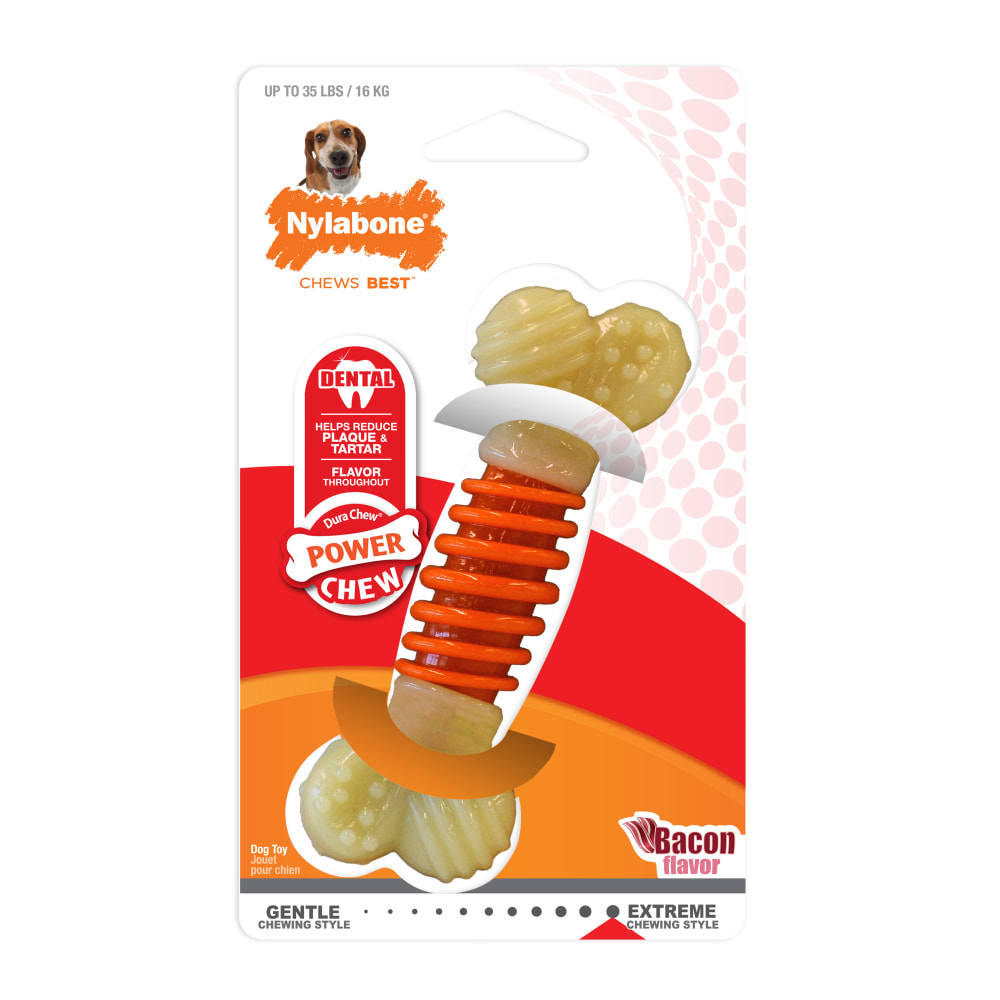 UP TO 35 LBS / 16 KG
Nylabone®
CHEWS BEST™
DENTAL
HELPS REDUCE
PLAQUE &
TARTAR
FLAVOR
THROUGHOUT
Dura Chew®
POWER
CHEW
Bacon
flavor
Dog Toy
Jouet
pour chien
GENTLE
CHEWING STYLE
EXTREME
CHEWING STYLE